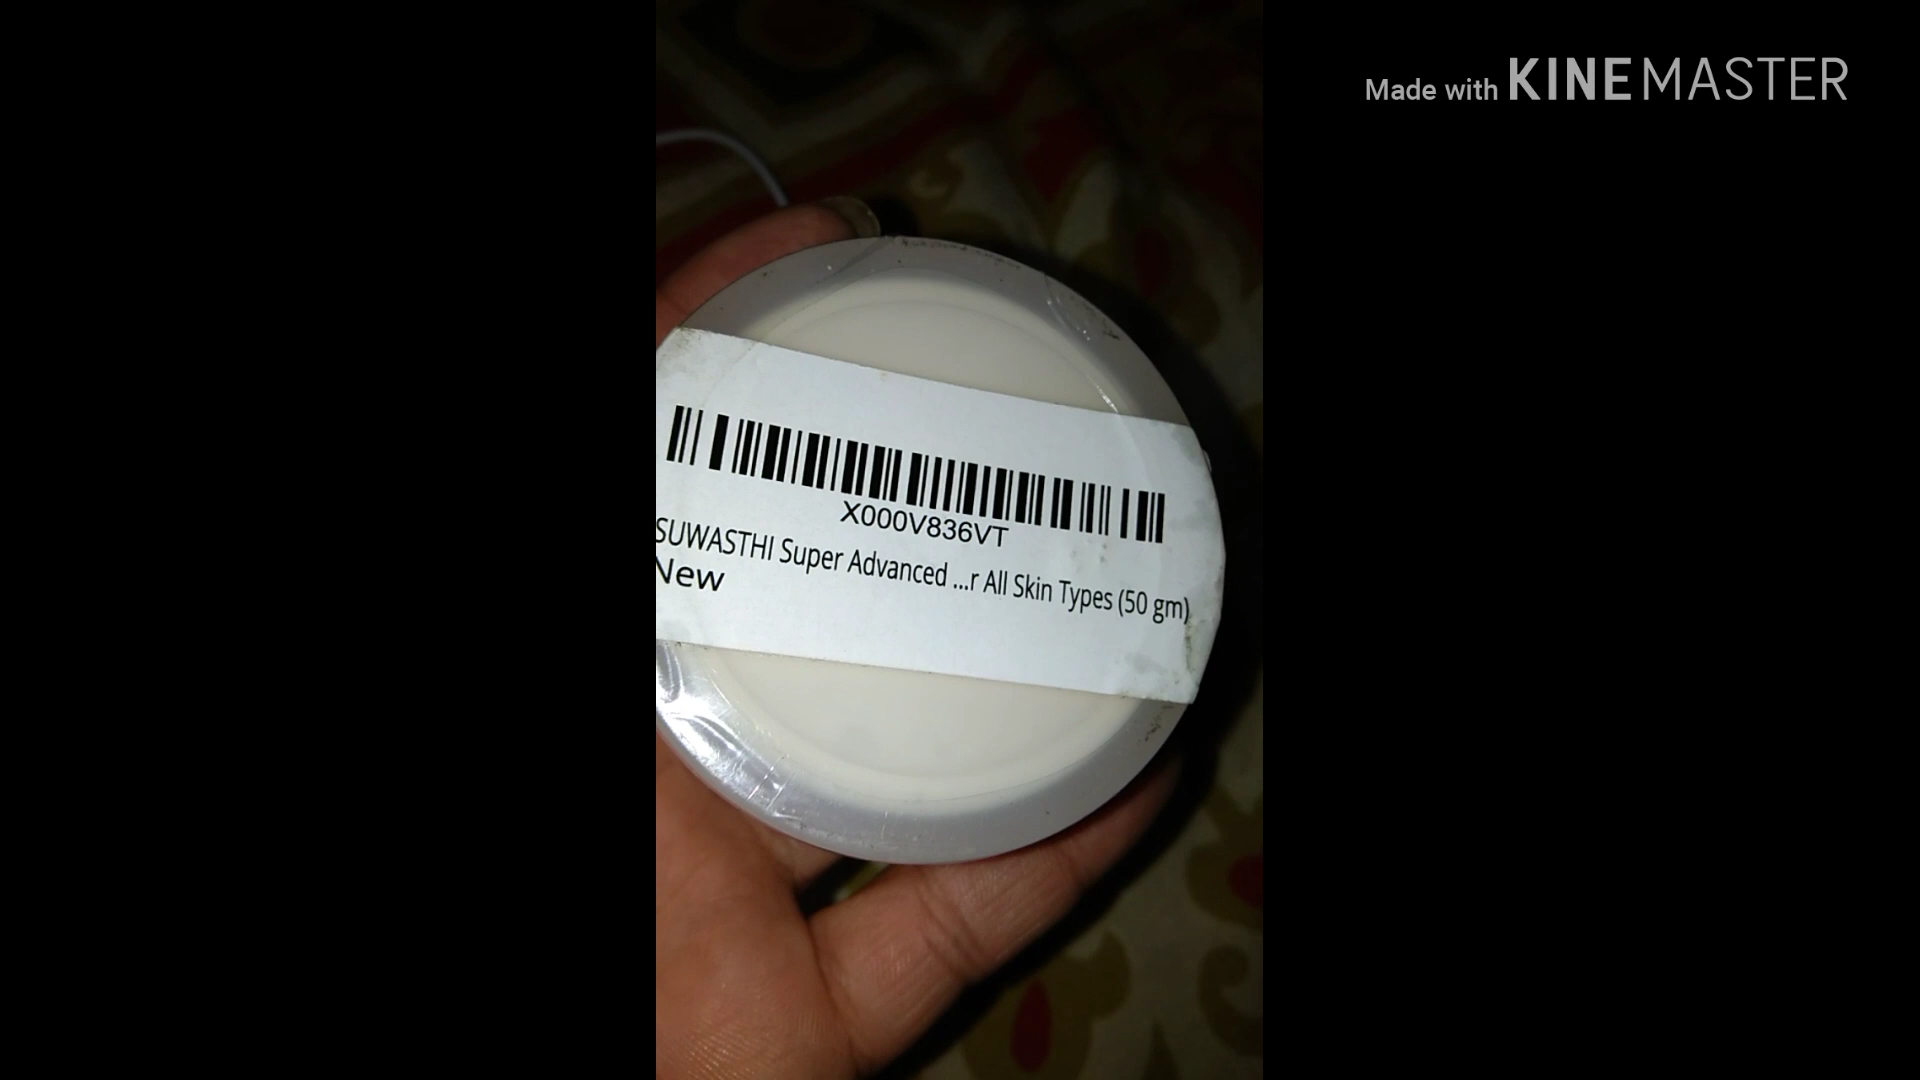 Made with KINEMASTER
X000V836VT
SUWASTHI Super Advanced ...r All Skin Types (50 gm)
New